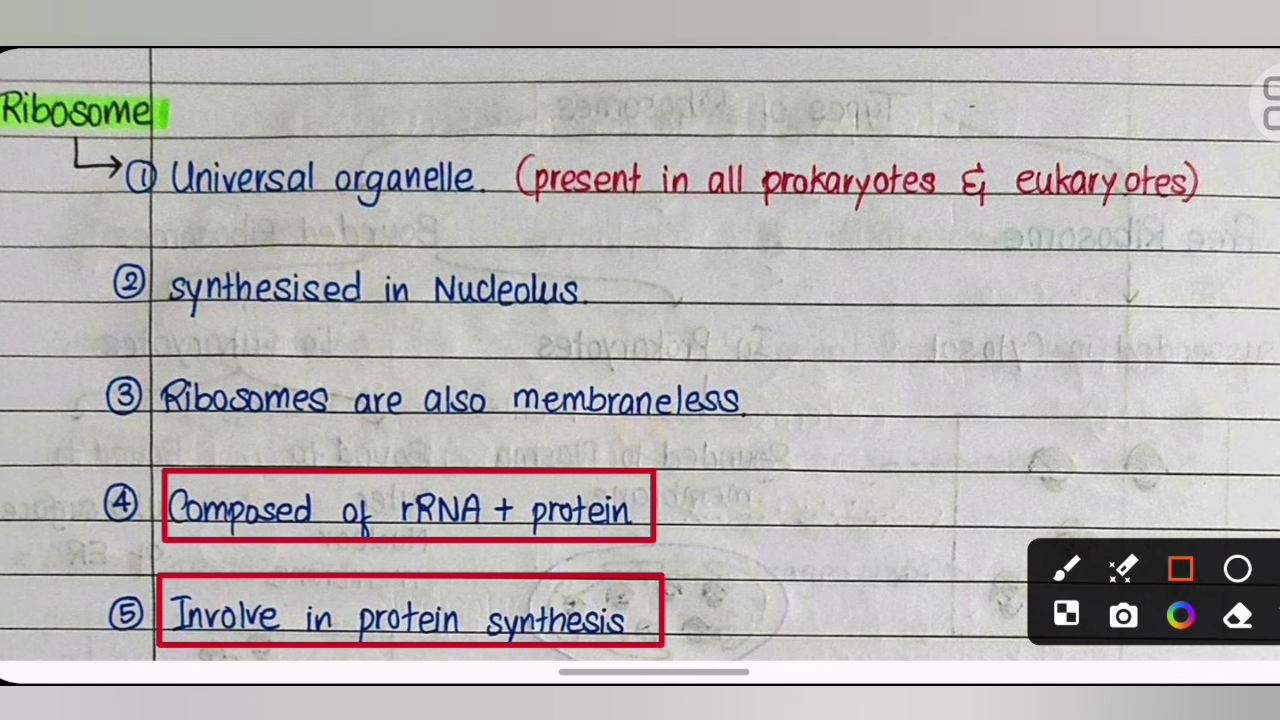 Ribosome
① Universal organelle. (present in all prokaryotes & eukaryotes)
② synthesised in Nucleolus.
③ Ribosomes are also membraneless.
④ Composed of rRNA + protein
⑤ Involve in protein synthesis